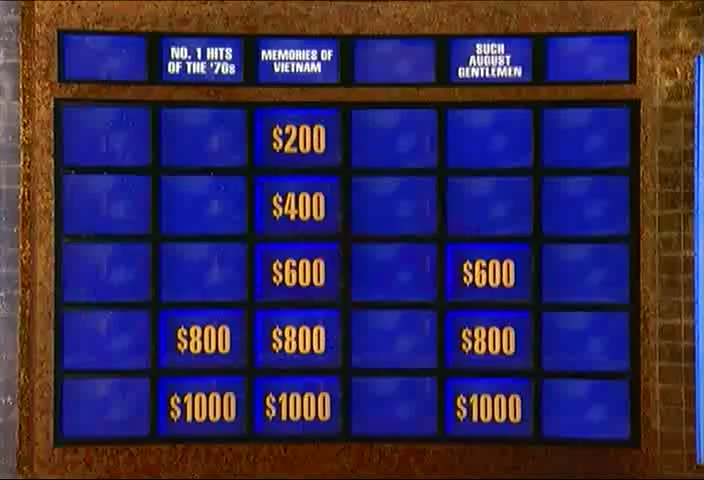 NO. 1 HITS
OF THE '70s
MEMORIES OF
VIETNAM
SUCH
AUGUST
GENTLEMEN
$200
$400
$600
$600
$800
$800
$800
$1000
$1000
$1000